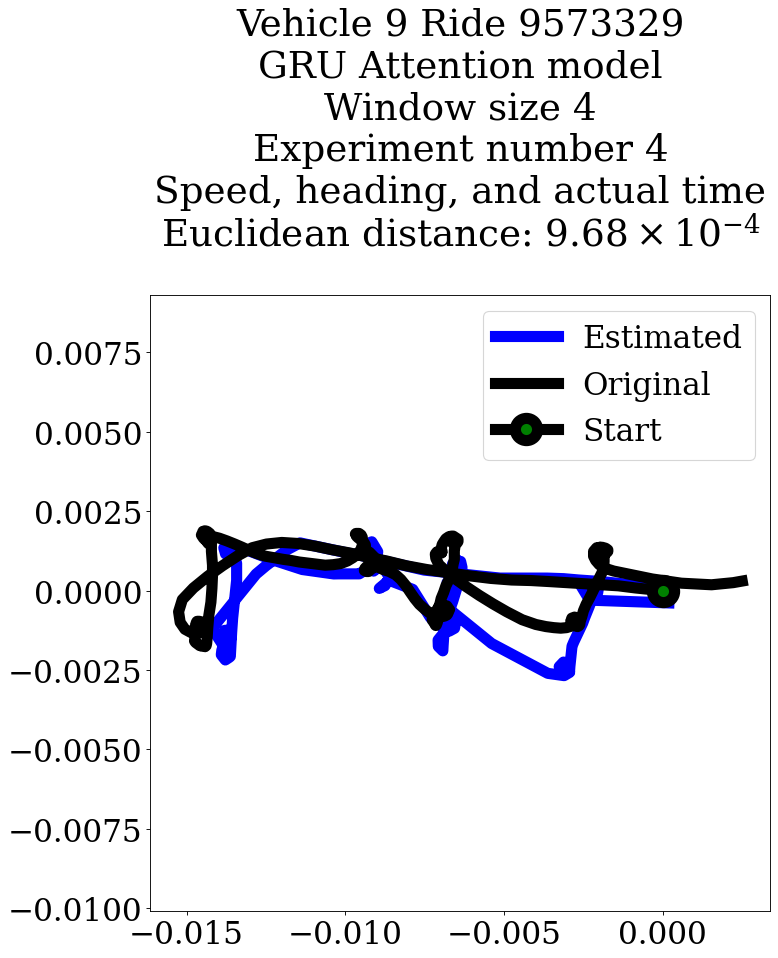 Vehicle 9 Ride 9573329
GRU Attention model
Window size 4
Experiment number 4
Speed, heading, and actual time
Euclidean distance: 9.68 × 10⁻⁴
Estimated
Original
Start
0.0075
0.0050
0.0025
0.0000
−0.0025
−0.0050
−0.0075
−0.0100
−0.015 −0.010 −0.005 0.000